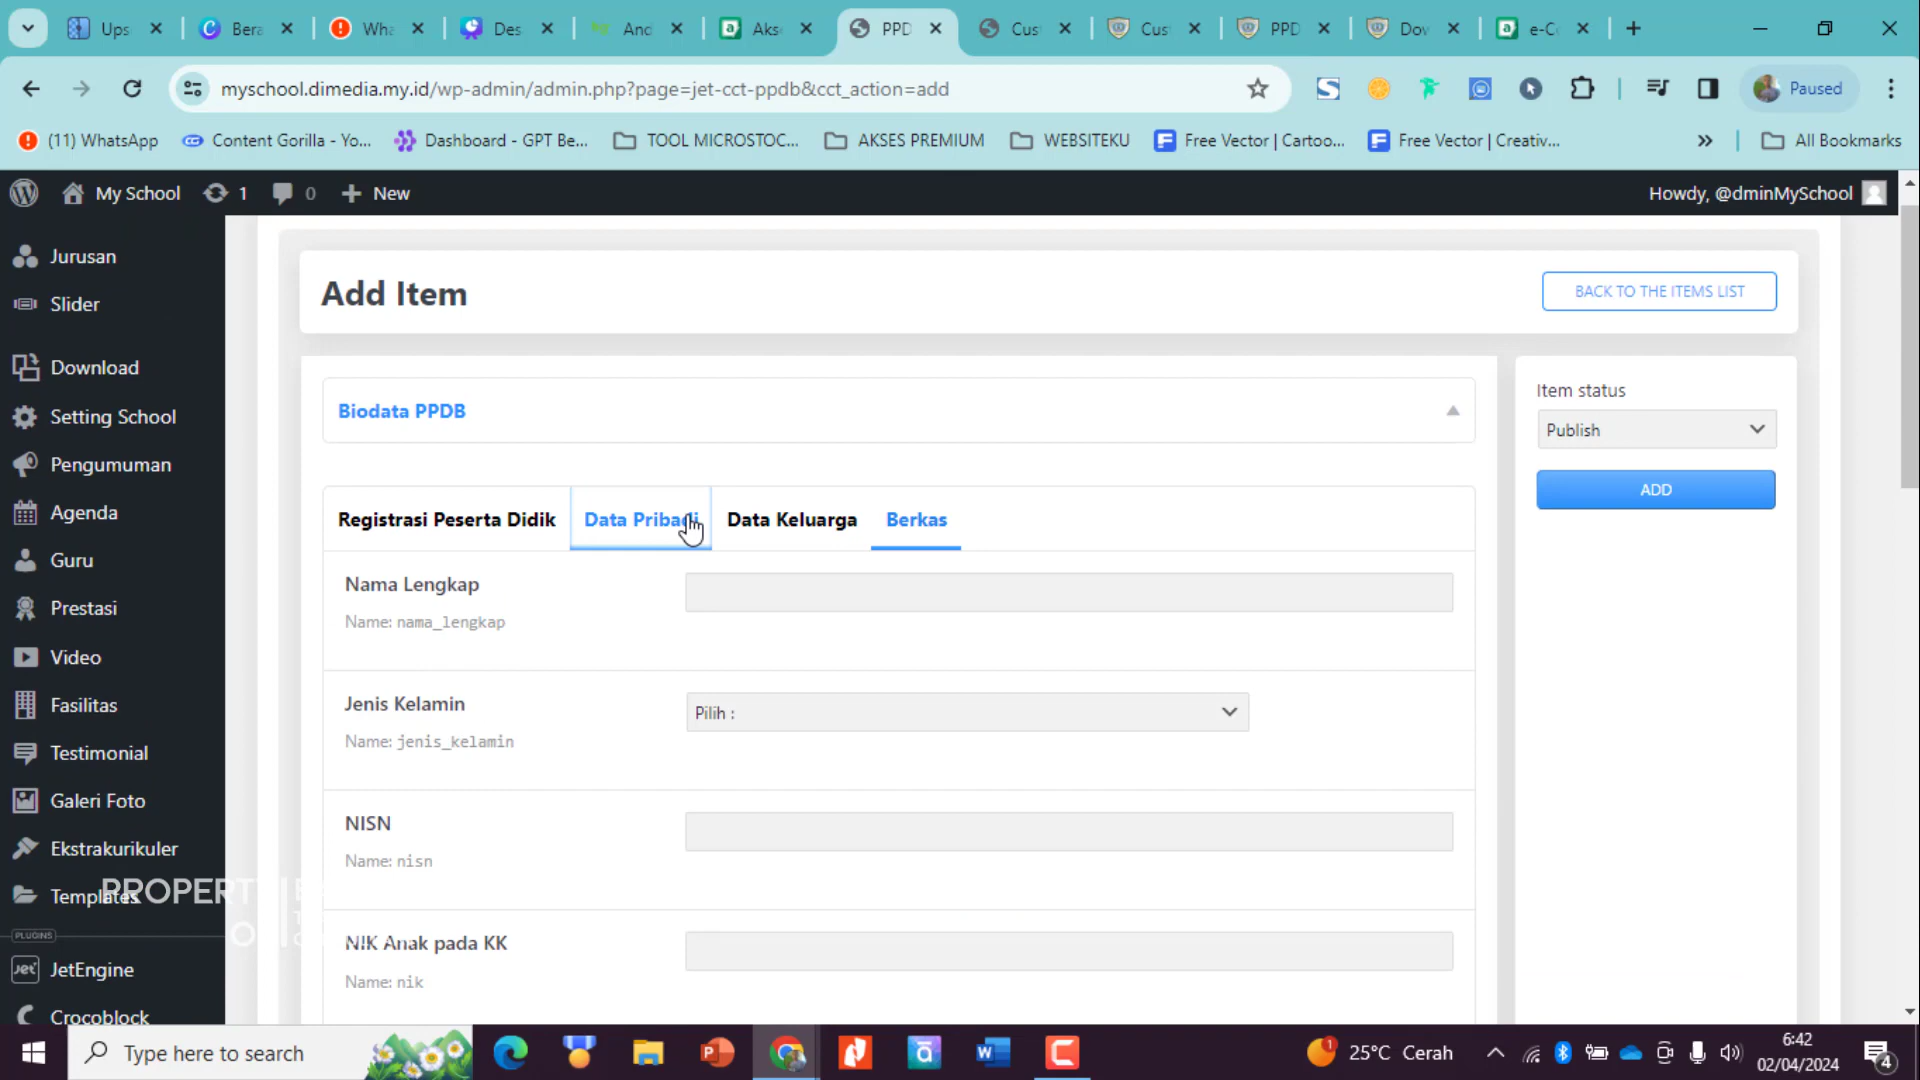 Ups
Bera
Wha
Des
And
Aks
PPD
Cus
Cus
PPD
Dov
e-C
myschool.dimedia.my.id/wp-admin/admin.php?page=jet-cct-ppdb&cct_action=add
Paused
(11) WhatsApp
Content Gorilla - Yo...
Dashboard - GPT Be...
TOOL MICROSTOC...
AKSES PREMIUM
WEBSITEKU
Free Vector | Cartoo...
Free Vector | Creativ...
All Bookmarks
My School
1
0
New
Howdy, @dminMySchool
Jurusan
Slider
Download
Setting School
Pengumuman
Agenda
Guru
Prestasi
Video
Fasilitas
Testimonial
Galeri Foto
Ekstrakurikuler
Templates
PROPERTY
PLUGINS
JetEngine
Crocoblock
Add Item
BACK TO THE ITEMS LIST
Biodata PPDB
Registrasi Peserta Didik
Data Pribadi
Data Keluarga
Berkas
Nama Lengkap
Name: nama_lengkap
Jenis Kelamin
Name: jenis_kelamin
Pilih :
NISN
Name: nisn
NIK Anak pada KK
Name: nik
Item status
Publish
ADD
Type here to search
25°C Cerah
6:42
02/04/2024
4